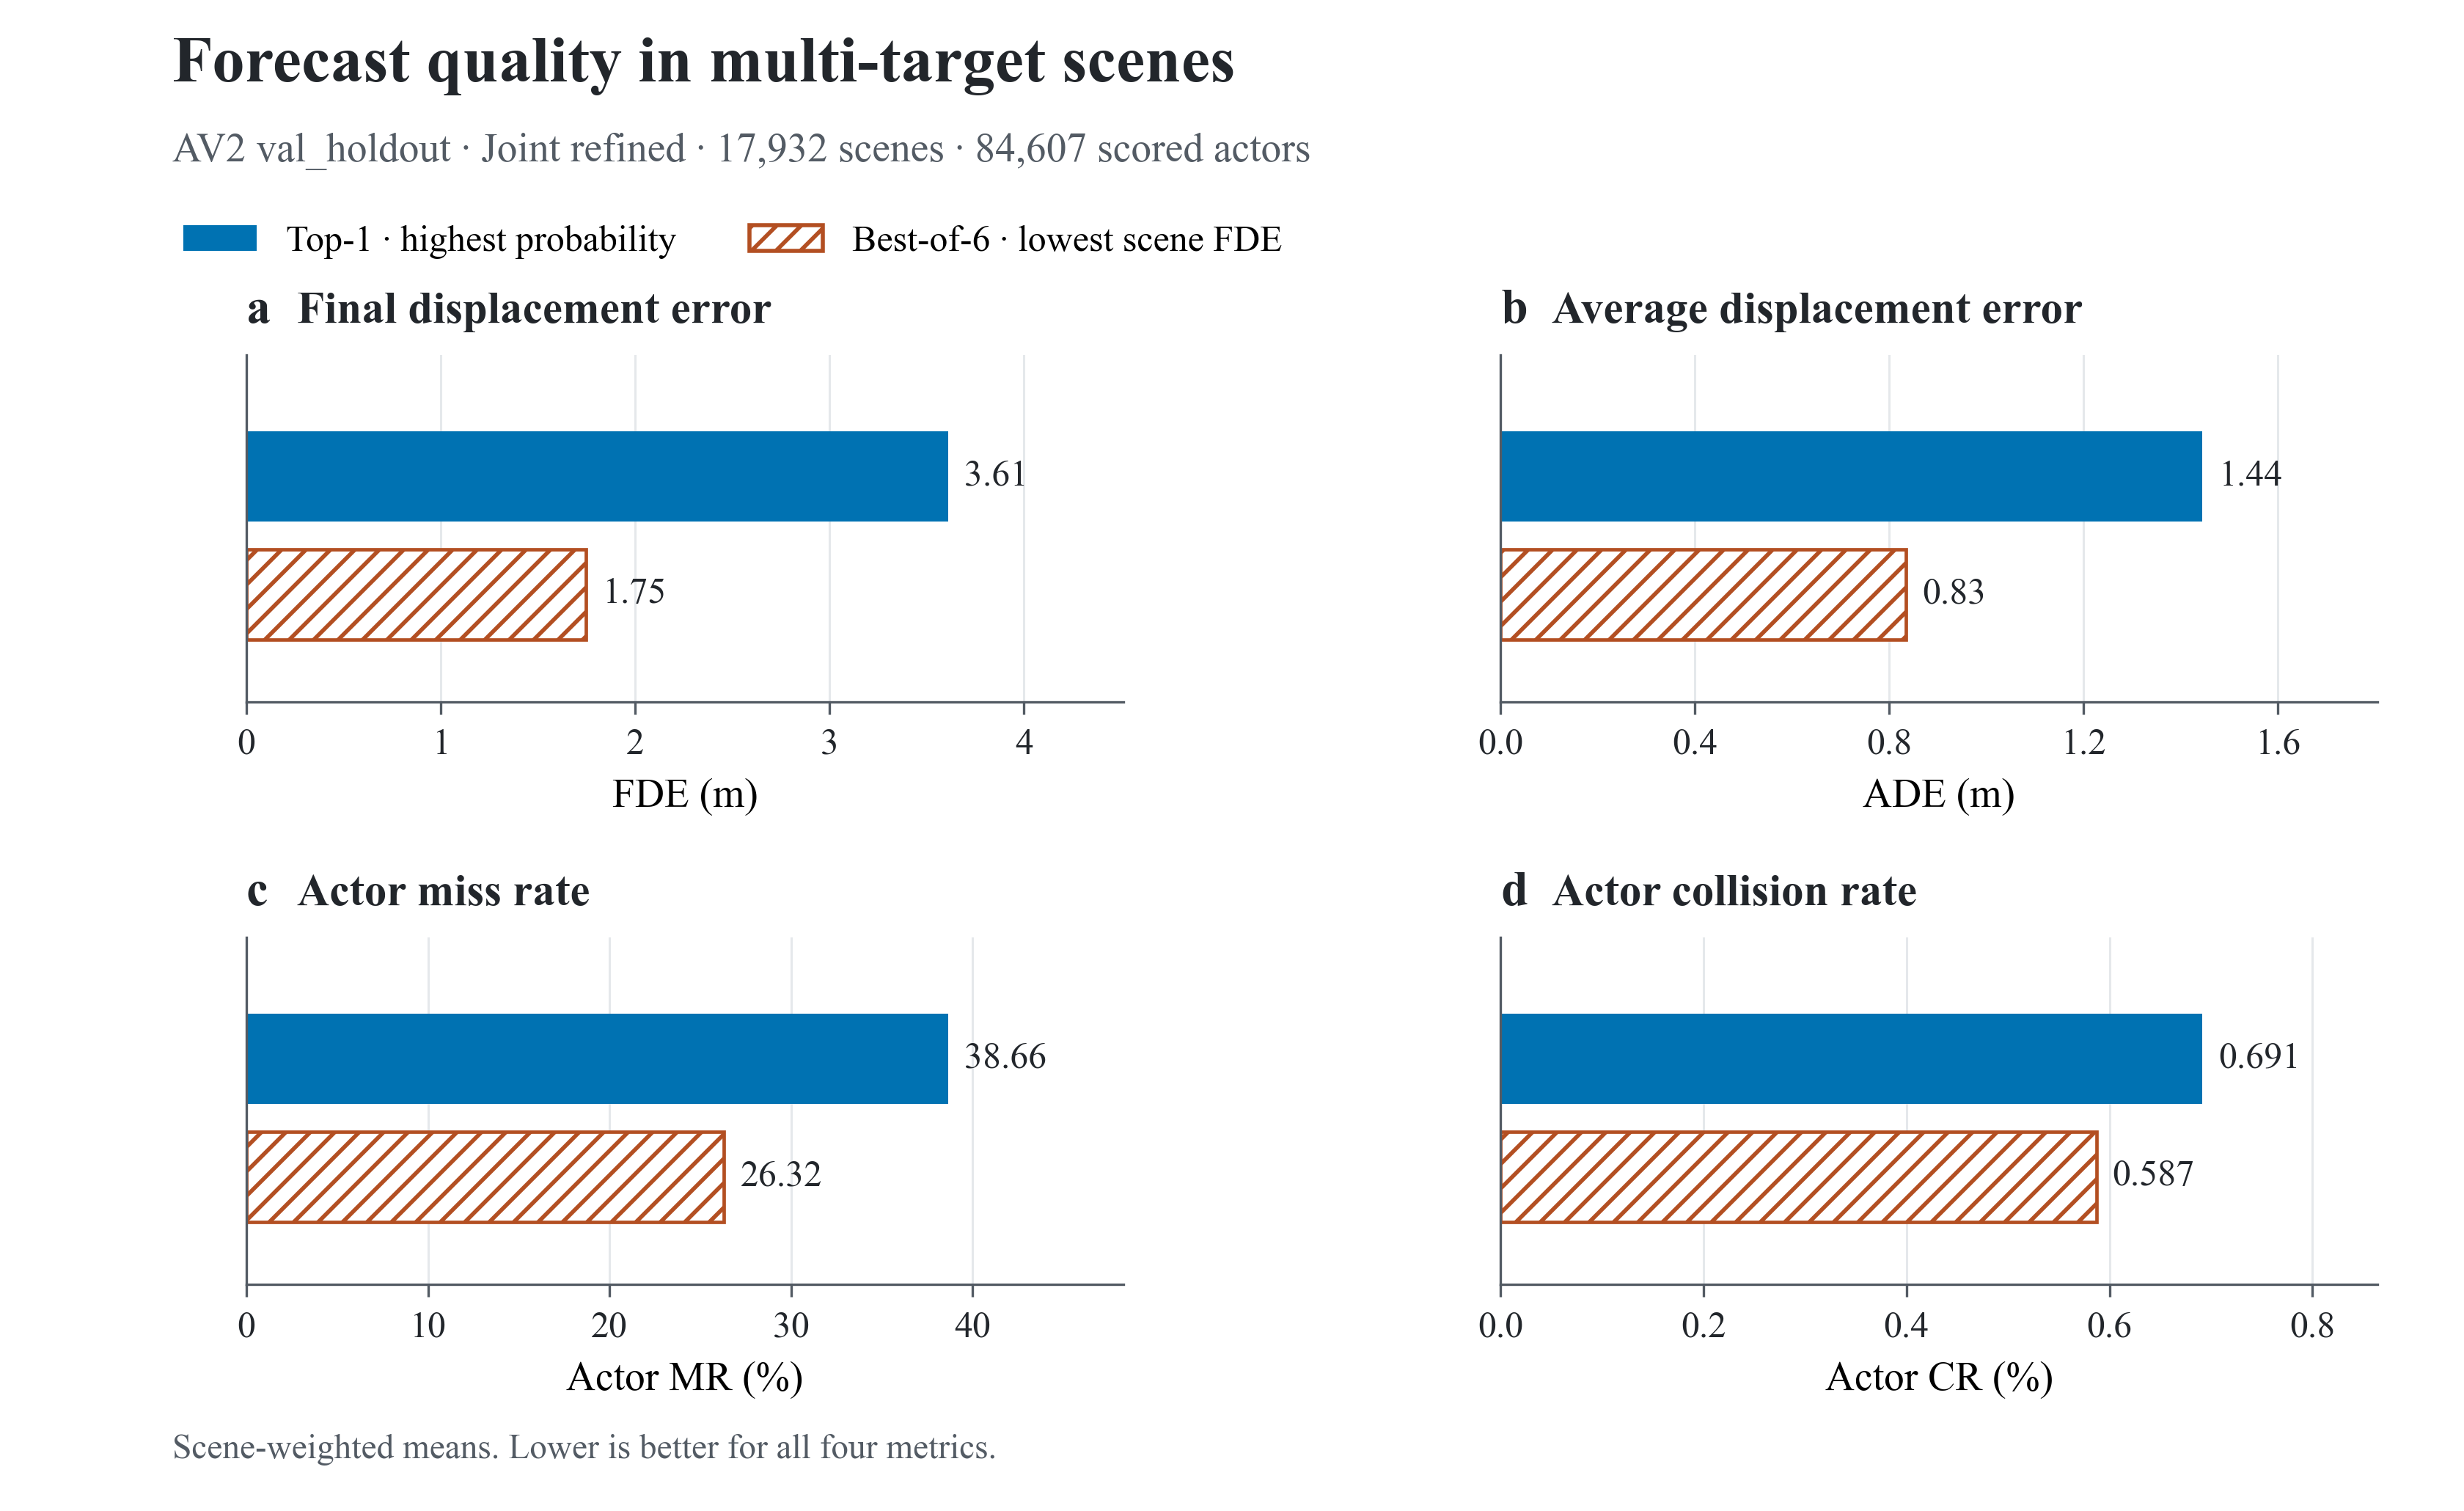 Forecast quality in multi-target scenes
AV2 val_holdout · Joint refined · 17,932 scenes · 84,607 scored actors
Top-1 · highest probability
Best-of-6 · lowest scene FDE
a Final displacement error
3.61
1.75
0 1 2 3 4
FDE (m)
b Average displacement error
1.44
0.83
0.0 0.4 0.8 1.2 1.6
ADE (m)
c Actor miss rate
38.66
26.32
0 10 20 30 40
Actor MR (%)
d Actor collision rate
0.691
0.587
0.0 0.2 0.4 0.6 0.8
Actor CR (%)
Scene-weighted means. Lower is better for all four metrics.